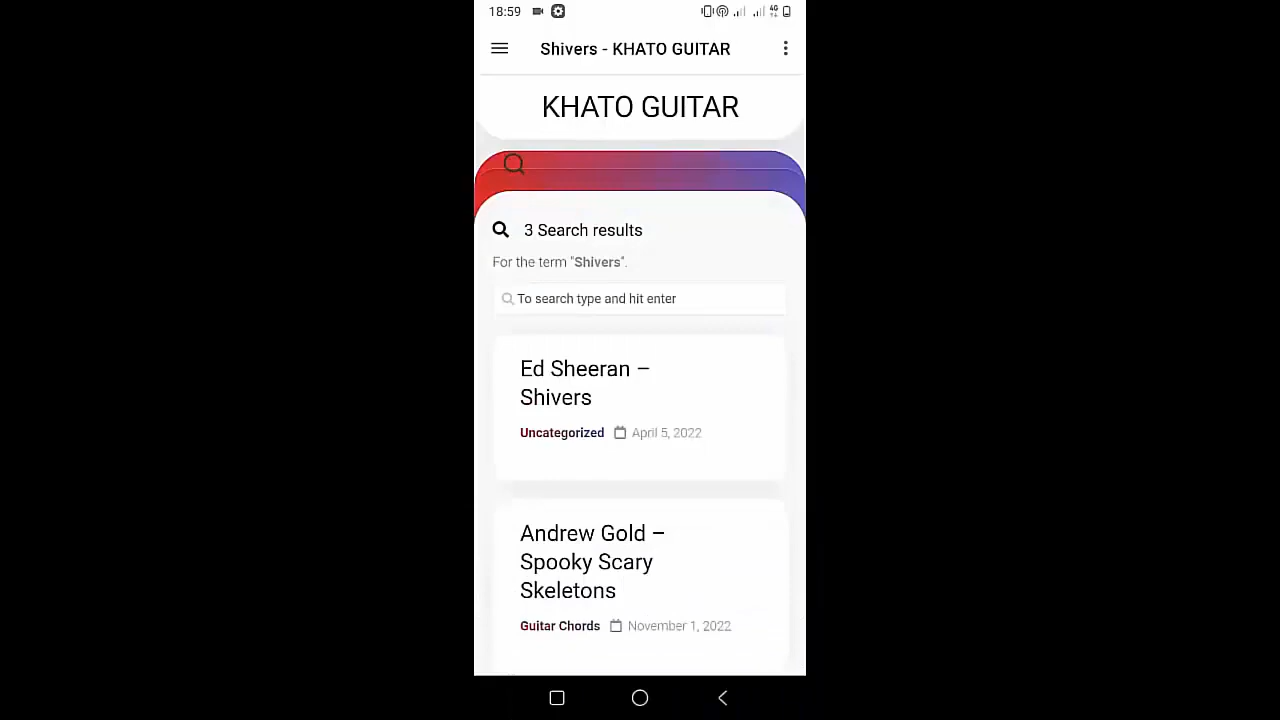 18:59
4G
Shivers - KHATO GUITAR
KHATO GUITAR
3 Search results
For the term "Shivers".
To search type and hit enter
Ed Sheeran –
Shivers
Uncategorized April 5, 2022
Andrew Gold –
Spooky Scary
Skeletons
Guitar Chords November 1, 2022